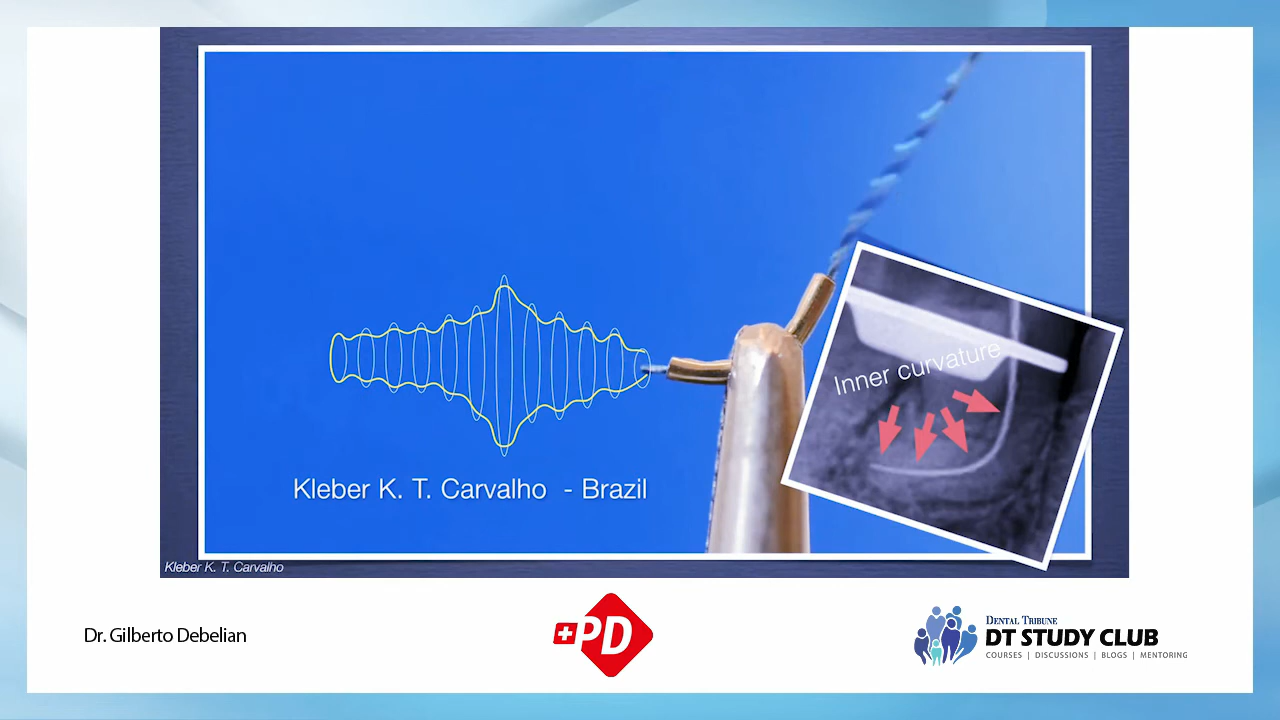 Inner curvature
Kleber K. T. Carvalho - Brazil
Kleber K. T. Carvalho
Dr. Gilberto Debelian
PD
DENTAL TRIBUNE
DT STUDY CLUB
COURSES | DISCUSSIONS | BLOGS | MENTORING